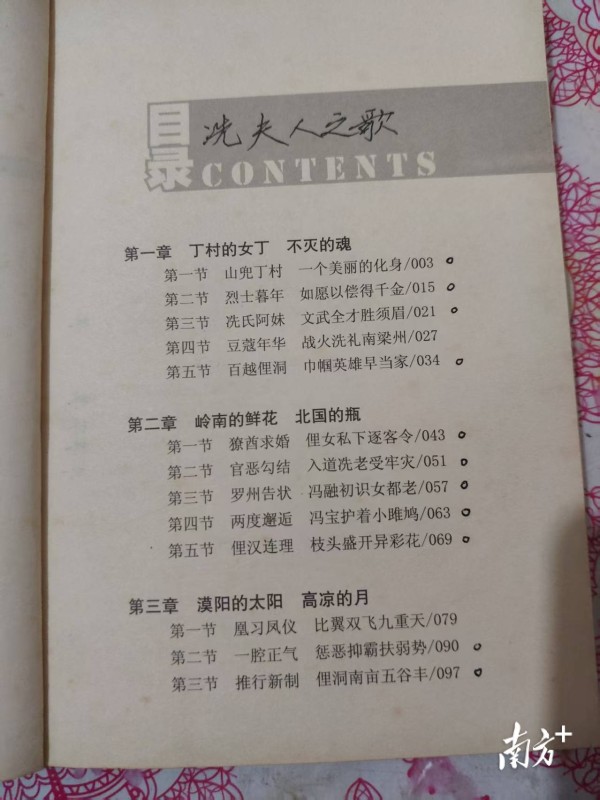 目录
冼夫人之歌
CONTENTS
第一章 丁村的女丁 不灭的魂
第一节 山兜丁村 一个美丽的化身/003
第二节 烈士暮年 如愿以偿得千金/015
第三节 冼氏阿妹 文武全才胜须眉/021
第四节 豆蔻年华 战火洗礼南梁州/027
第五节 百越俚洞 巾帼英雄早当家/034
第二章 岭南的鲜花 北国的瓶
第一节 獠酋求婚 俚女私下逐客令/043
第二节 官恶勾结 入道冼老受牢灾/051
第三节 罗州告状 冯融初识女都老/057
第四节 两度邂逅 冯宝护着小雎鸠/063
第五节 俚汉连理 枝头盛开异彩花/069
第三章 漠阳的太阳 高凉的月
第一节 凰习凤仪 比翼双飞九重天/079
第二节 一腔正气 惩恶抑霸扶弱势/090
第三节 推行新制 俚洞南亩五谷丰/097
南方+